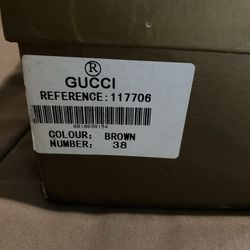 ®
GUCCI
REFERENCE:117706
COLOUR: BROWN
NUMBER: 38